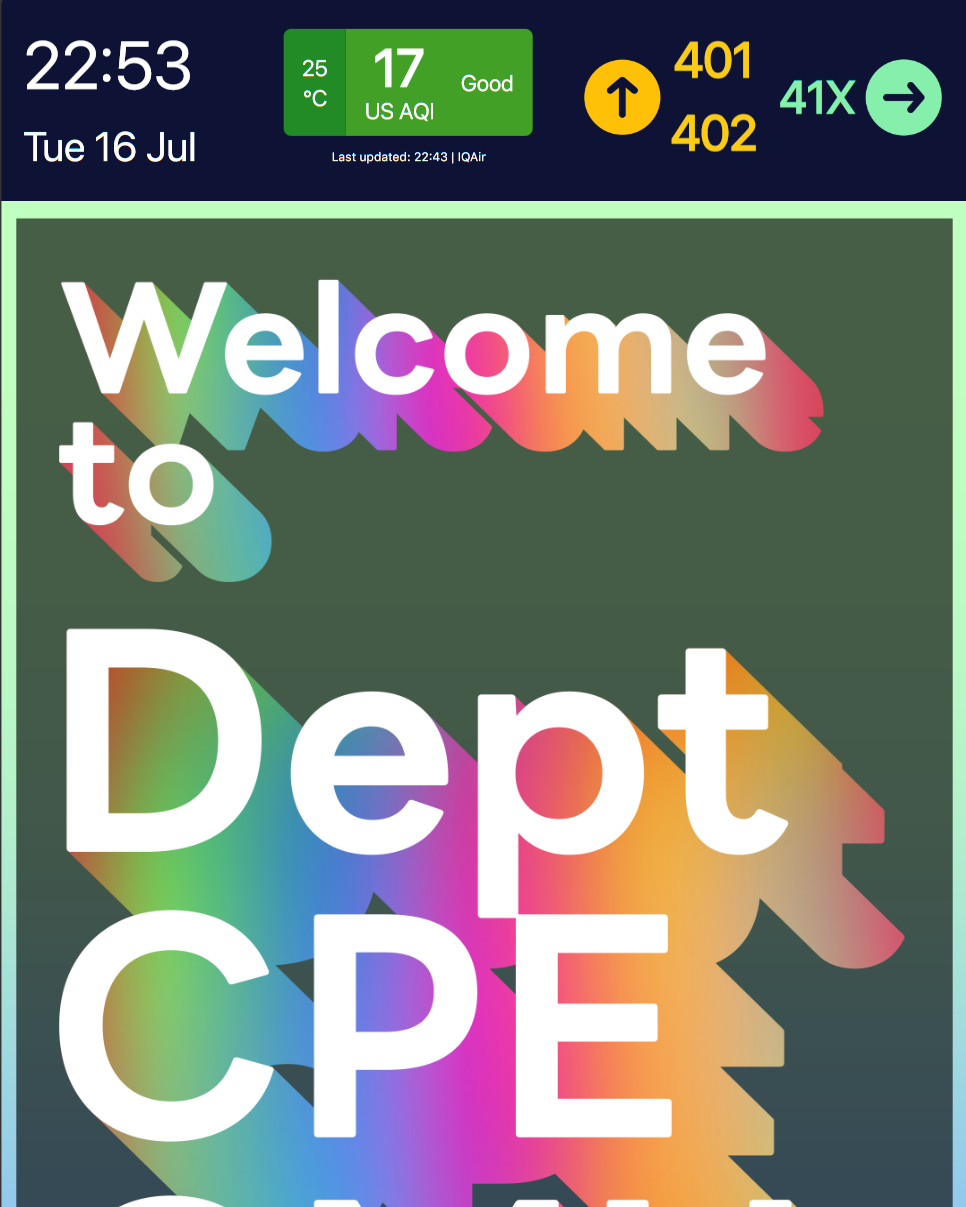 22:53
Tue 16 Jul
25
°C
17
US AQI
Good
Last updated: 22:43 | IQAir
401
402
41X
Welcome
to
Dept
CPE